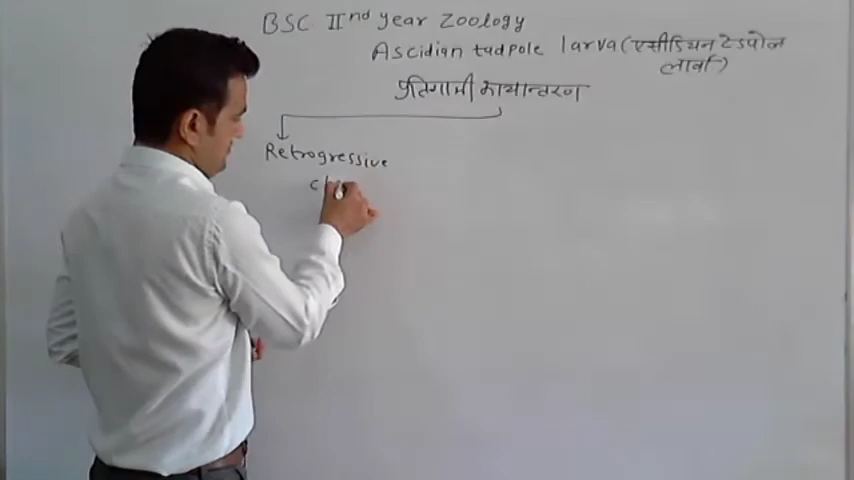 BSC IInd year Zoology
Ascidian tadpole larva (एसीडियन टेडपोल
लार्वा)
प्रतिगामी कायान्तरण
Retrogressive